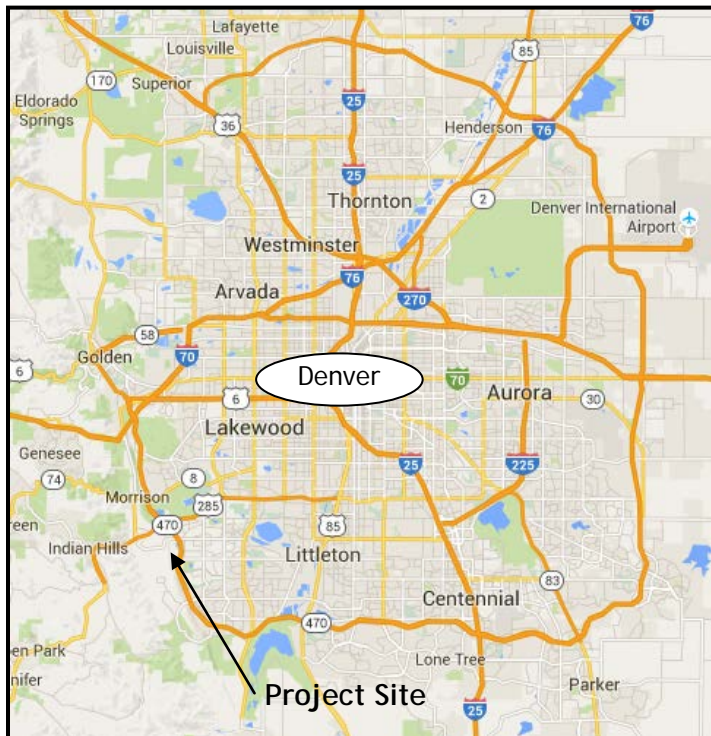 Lafayette
76
Louisville
85
170
Superior
25
Eldorado
Springs
36
Henderson
76
25
Thornton
2
Denver International
Airport
Westminster
76
Arvada
270
58
Golden
70
6
Denver
70
6
Aurora
30
Lakewood
Genesee
25
225
74
8
Morrison
285
470
85
Indian Hills
Littleton
83
Centennial
470
Lone Tree
Project Site
Parker
25